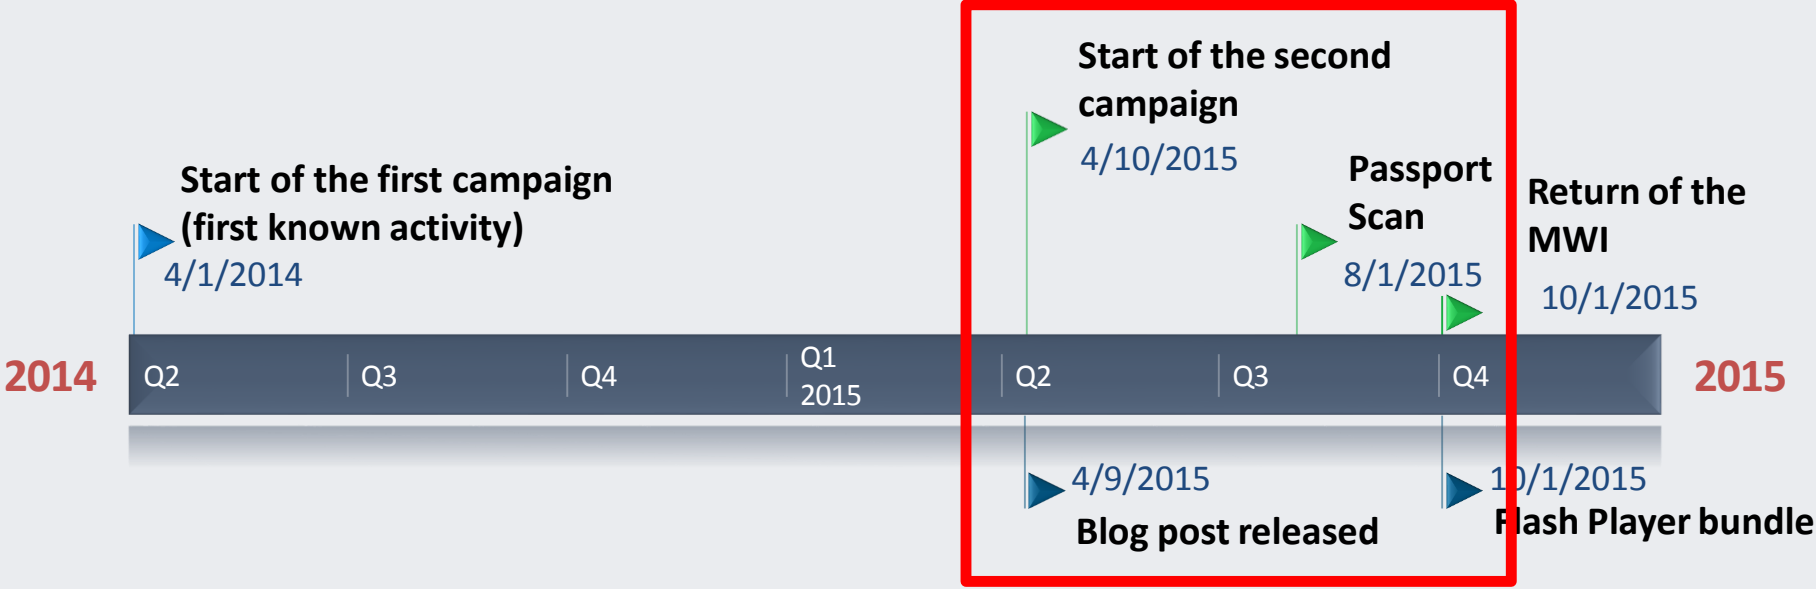 Start of the second
campaign
4/10/2015
Start of the first campaign
(first known activity)
4/1/2014
Passport
Scan
8/1/2015
Return of the
MWI
10/1/2015
2014
Q2
Q3
Q4
Q1
2015
Q2
Q3
Q4
2015
4/9/2015
Blog post released
10/1/2015
Flash Player bundle